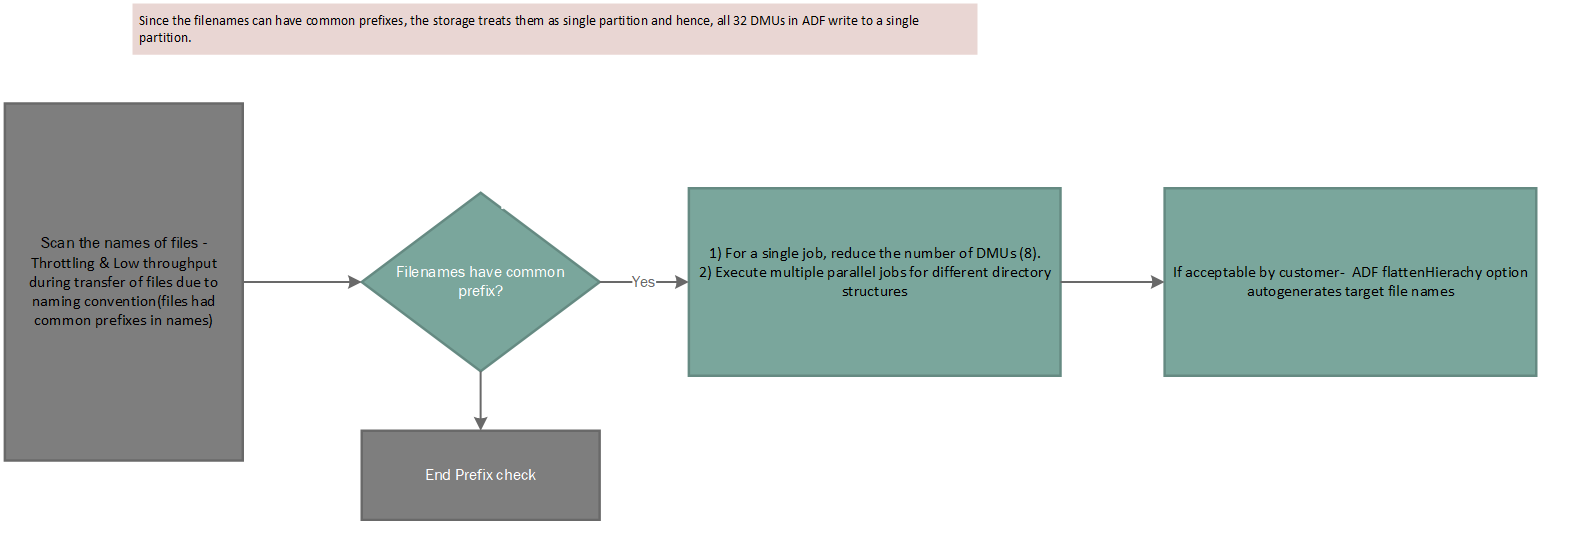 Since the filenames can have common prefixes, the storage treats them as single partition and hence, all 32 DMUs in ADF write to a single
partition.
Scan the names of files -
Throttling & Low throughput
during transfer of files due to
naming convention(files had
common prefixes in names)
Filenames have common
prefix?
Yes
1) For a single job, reduce the number of DMUs (8).
2) Execute multiple parallel jobs for different directory
structures
If acceptable by customer-  ADF flattenHierachy option
autogenerates target file names
End Prefix check